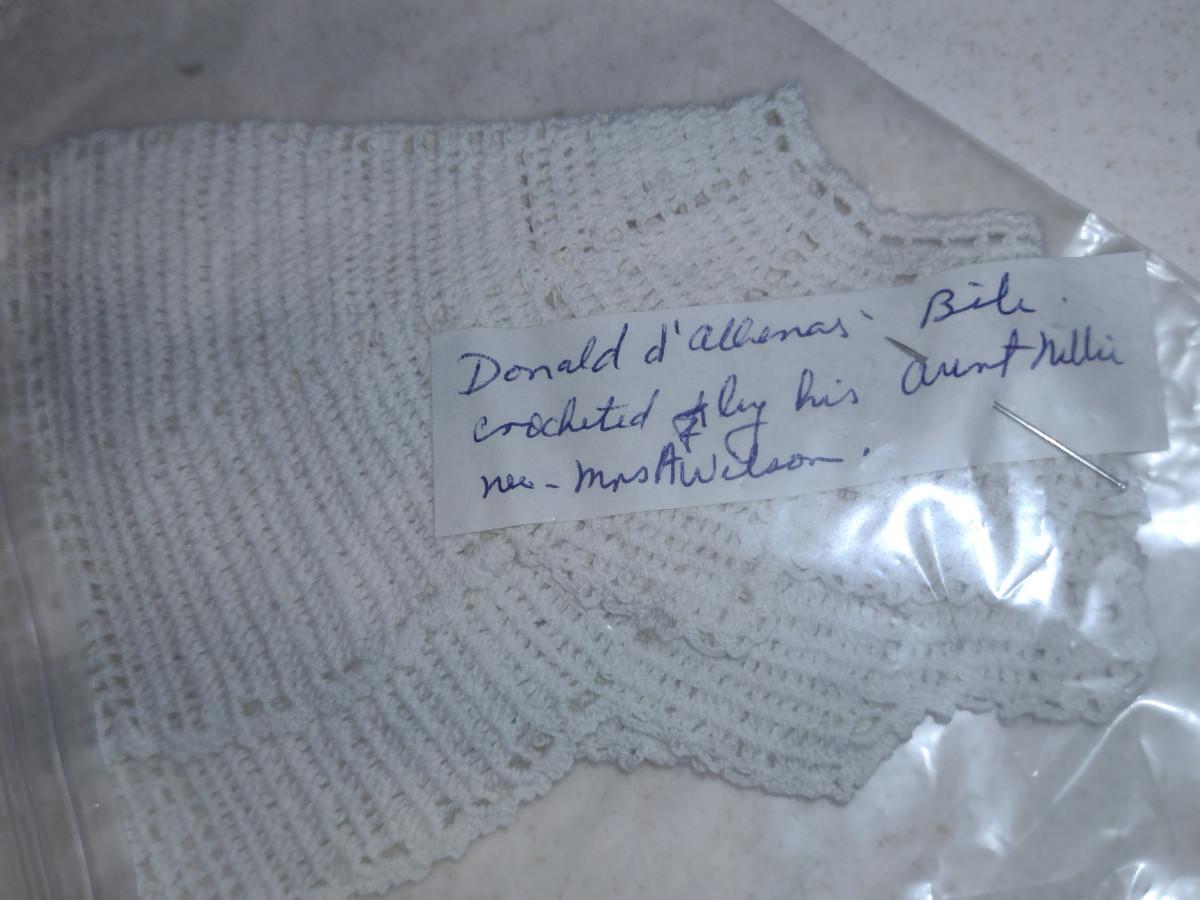 Donald d'Albenas' Bib.
crocheted by his Aunt Nellie
nee - Mrs A Wilson.